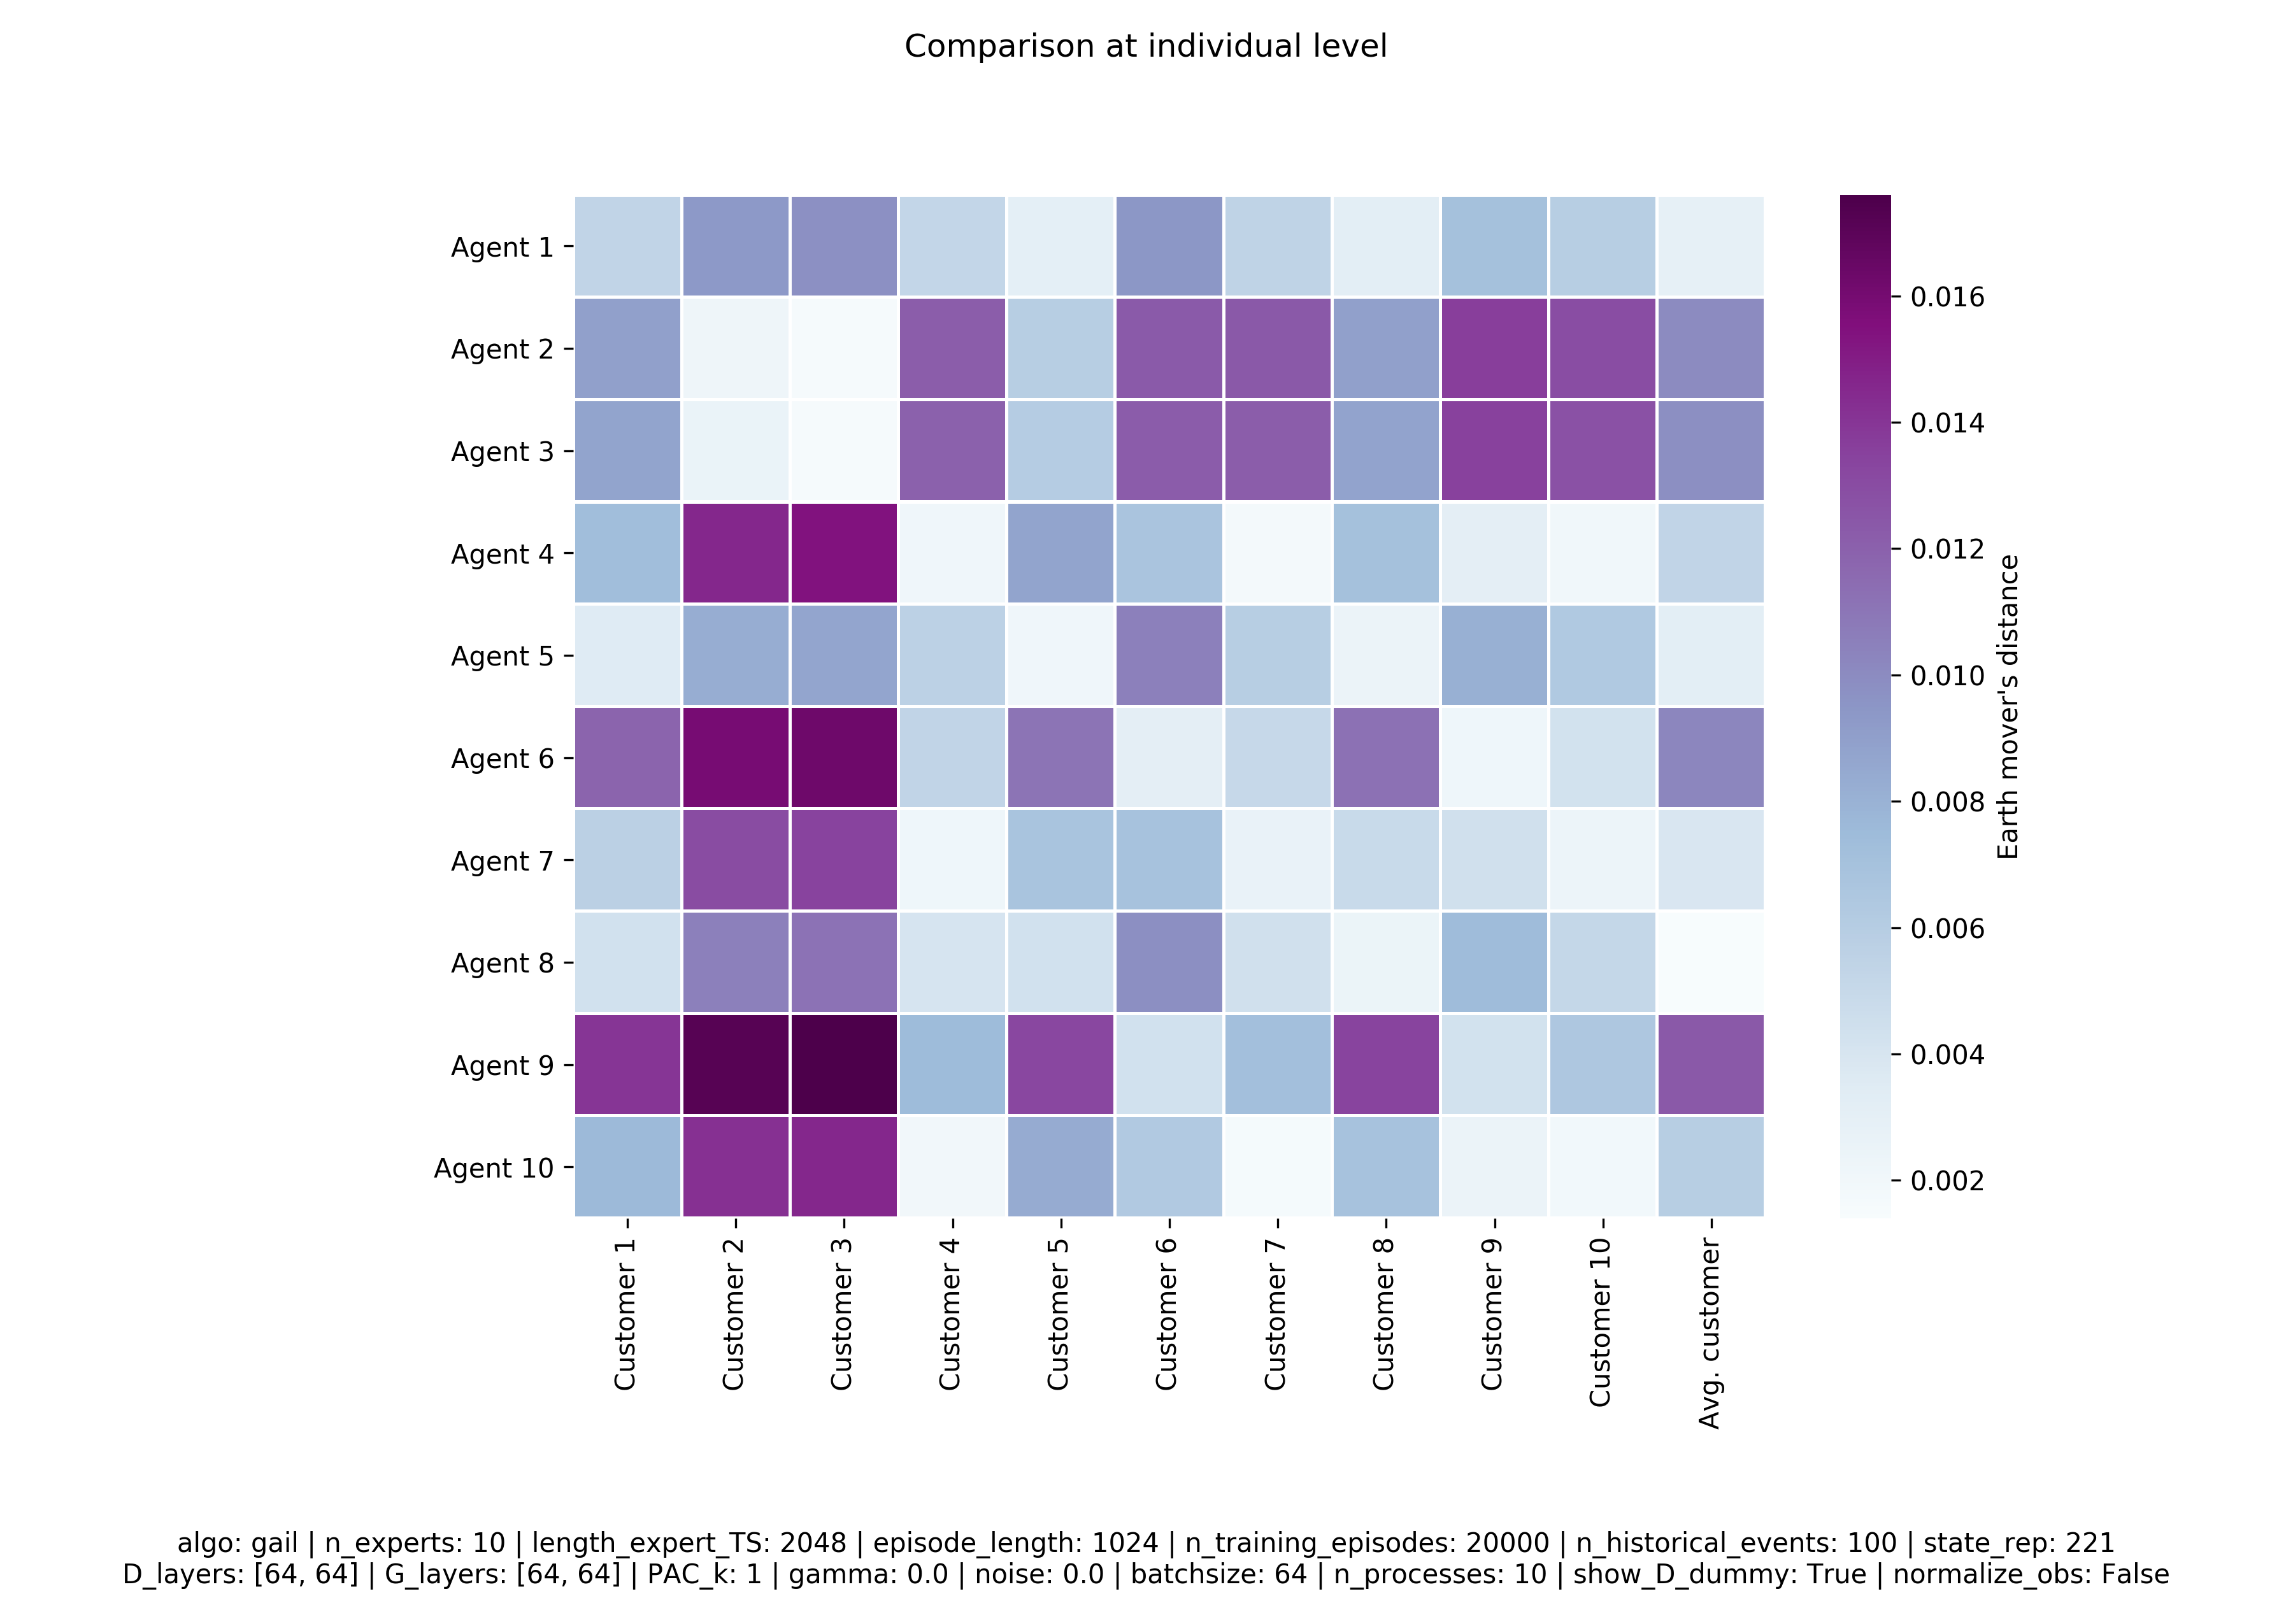 Comparison at individual level
Agent 1
Agent 2
Agent 3
Agent 4
Agent 5
Agent 6
Agent 7
Agent 8
Agent 9
Agent 10
Customer 1
Customer 2
Customer 3
Customer 4
Customer 5
Customer 6
Customer 7
Customer 8
Customer 9
Customer 10
Avg. customer
0.016
0.014
0.012
0.010
0.008
0.006
0.004
0.002
Earth mover's distance
algo: gail | n_experts: 10 | length_expert_TS: 2048 | episode_length: 1024 | n_training_episodes: 20000 | n_historical_events: 100 | state_rep: 221
D_layers: [64, 64] | G_layers: [64, 64] | PAC_k: 1 | gamma: 0.0 | noise: 0.0 | batchsize: 64 | n_processes: 10 | show_D_dummy: True | normalize_obs: False